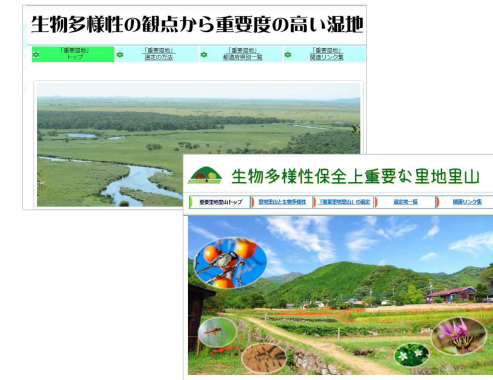 生物多様性の観点から重要度の高い湿地
「重要湿地」
トップ
「重要湿地」
選定の方法
「重要湿地」
都道府県別一覧
「重要湿地」
関連リンク集
生物多様性保全上重要な里地里山
重要里地里山トップ
里地里山と生物多様性
「重要里地里山」の選定
選定地一覧
関連リンク集